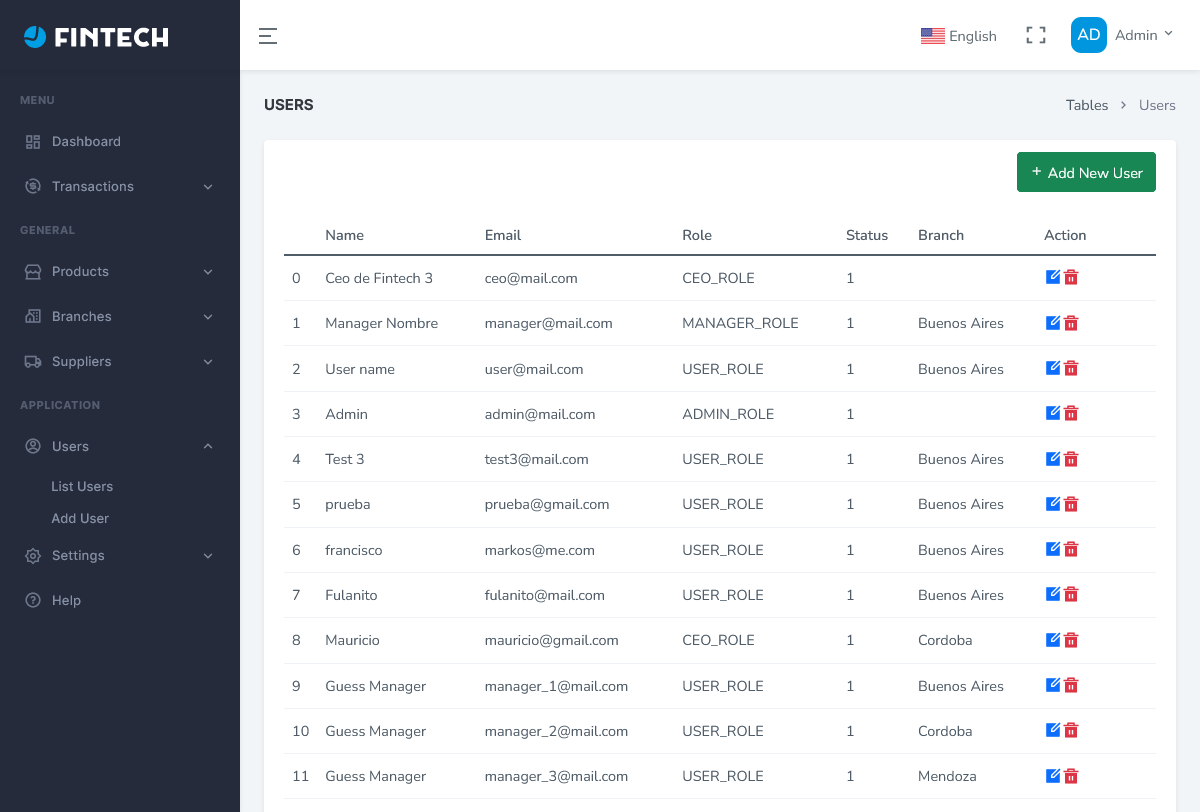 FINTECH
English
AD
Admin
MENU
Dashboard
Transactions
GENERAL
Products
Branches
Suppliers
APPLICATION
Users
List Users
Add User
Settings
Help
USERS
Tables > Users
+ Add New User
Name Email Role Status Branch Action
0 Ceo de Fintech 3 ceo@mail.com CEO_ROLE 1
1 Manager Nombre manager@mail.com MANAGER_ROLE 1 Buenos Aires
2 User name user@mail.com USER_ROLE 1 Buenos Aires
3 Admin admin@mail.com ADMIN_ROLE 1
4 Test 3 test3@mail.com USER_ROLE 1 Buenos Aires
5 prueba prueba@gmail.com USER_ROLE 1 Buenos Aires
6 francisco markos@me.com USER_ROLE 1 Buenos Aires
7 Fulanito fulanito@mail.com USER_ROLE 1 Buenos Aires
8 Mauricio mauricio@gmail.com CEO_ROLE 1 Cordoba
9 Guess Manager manager_1@mail.com USER_ROLE 1 Buenos Aires
10 Guess Manager manager_2@mail.com USER_ROLE 1 Cordoba
11 Guess Manager manager_3@mail.com USER_ROLE 1 Mendoza